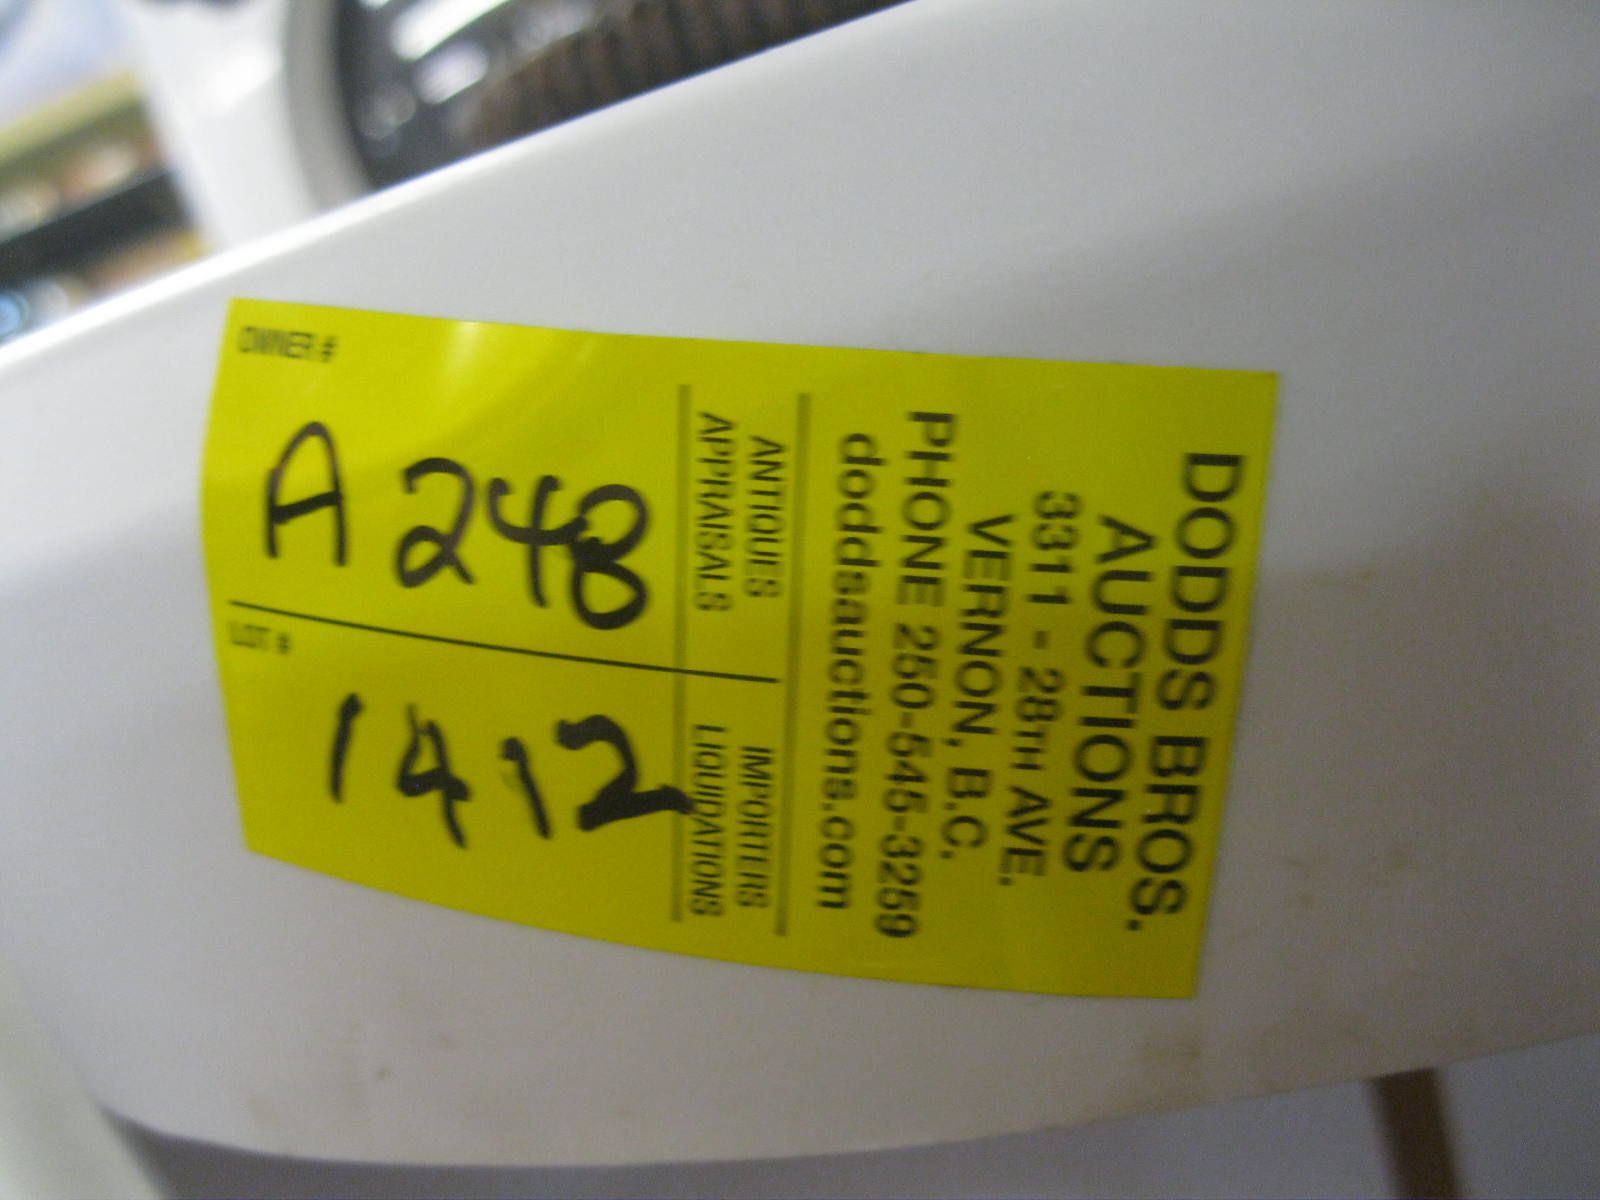 DODDS BROS.
AUCTIONS
3311 - 28TH AVE.
VERNON, B.C.
PHONE 250-545-3259
doddsauctions.com
ANTIQUES IMPORTERS
APPRAISALS LIQUIDATIONS
A 248 1412
OWNER # LOT #